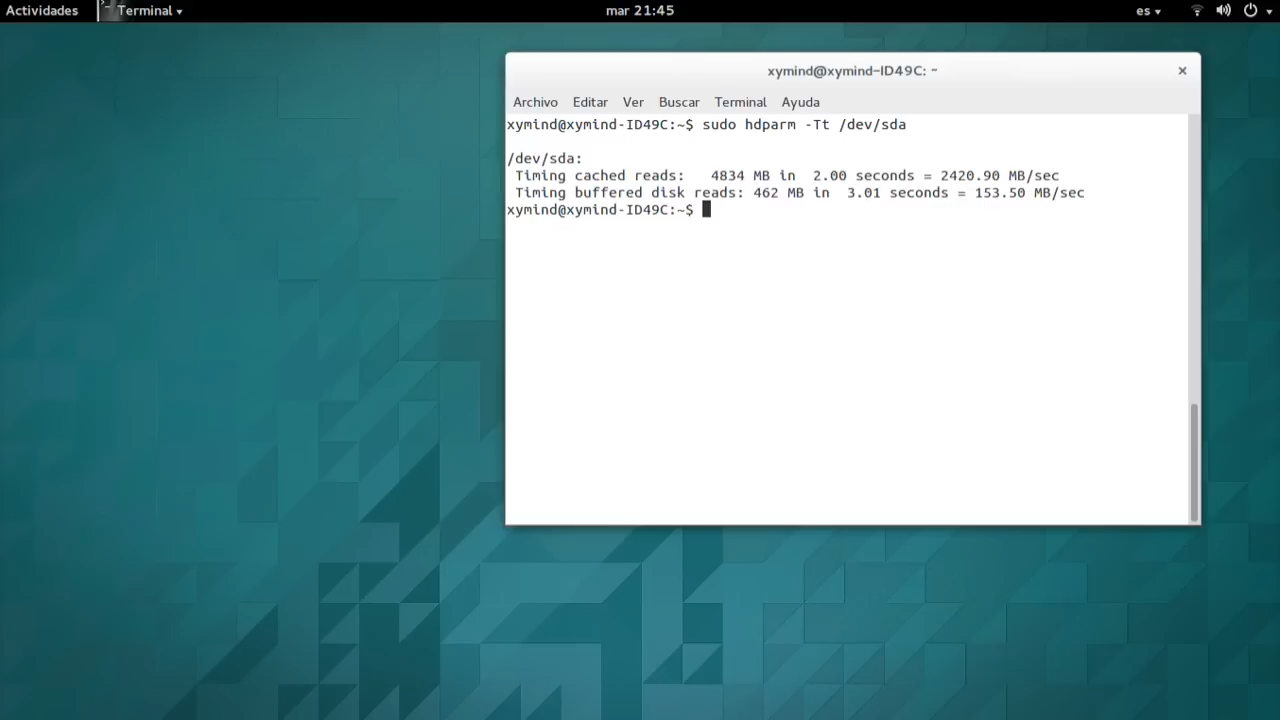 Actividades Terminal mar 21:45 es
xymind@xymind-ID49C: ~
Archivo Editar Ver Buscar Terminal Ayuda
xymind@xymind-ID49C:~$ sudo hdparm -Tt /dev/sda
/dev/sda:
Timing cached reads:   4834 MB in  2.00 seconds = 2420.90 MB/sec
Timing buffered disk reads: 462 MB in  3.01 seconds = 153.50 MB/sec
xymind@xymind-ID49C:~$